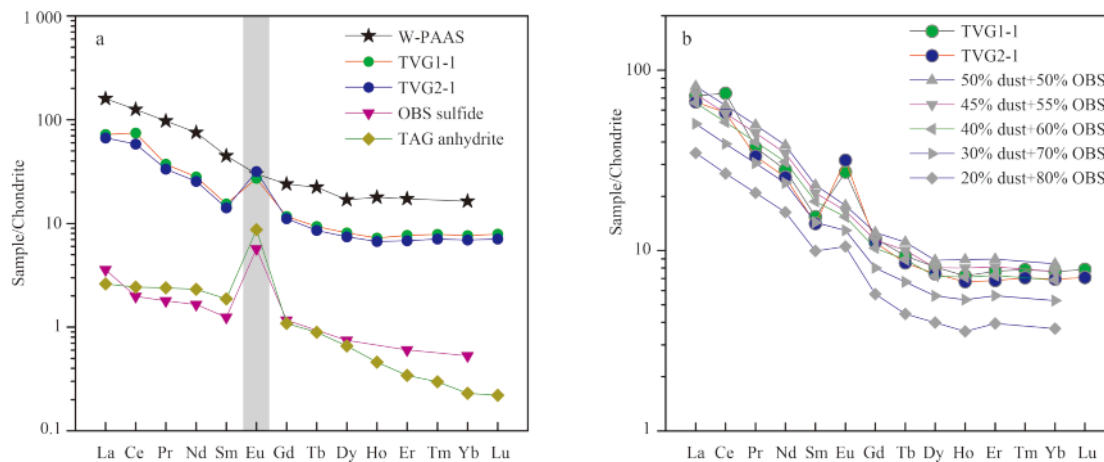 a
W-PAAS
TVG1-1
TVG2-1
OBS sulfide
TAG anhydrite
Sample/Chondrite
1 000
100
10
1
0.1
La Ce Pr Nd Sm Eu Gd Tb Dy Ho Er Tm Yb Lu
b
TVG1-1
TVG2-1
50% dust+50% OBS
45% dust+55% OBS
40% dust+60% OBS
30% dust+70% OBS
20% dust+80% OBS
Sample/Chondrite
100
10
1
La Ce Pr Nd Sm Eu Gd Tb Dy Ho Er Tm Yb Lu